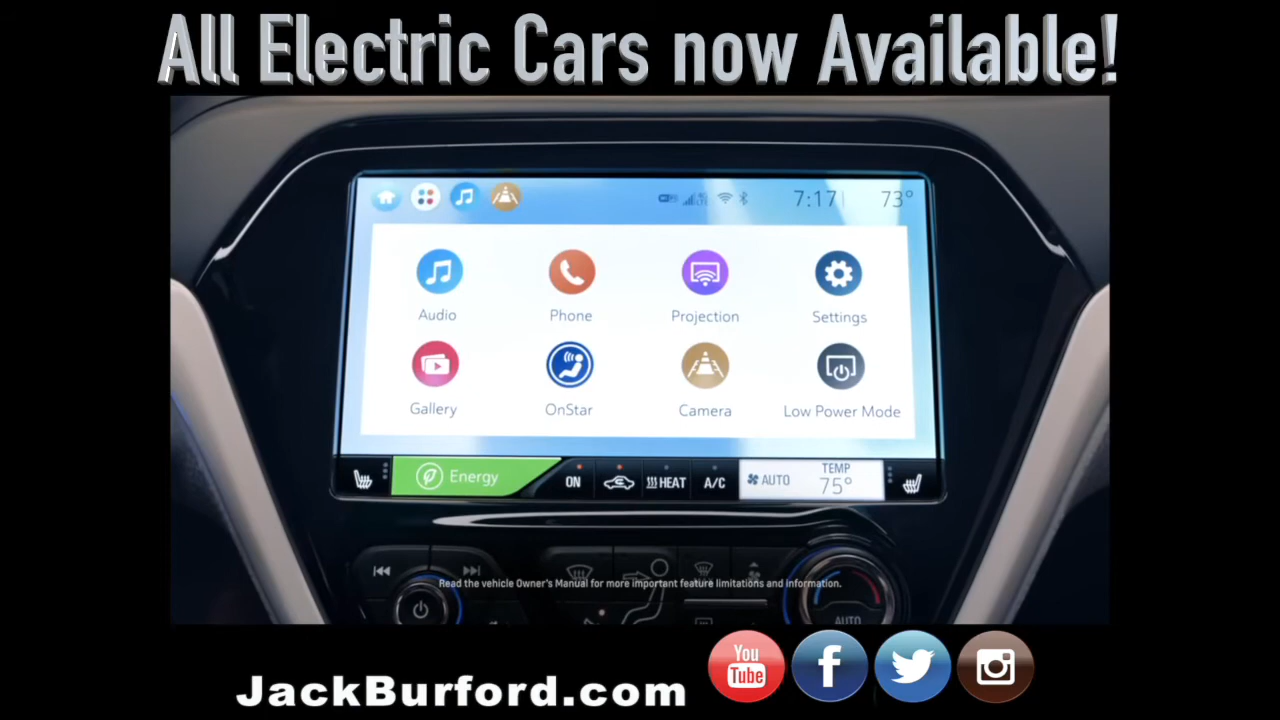 All Electric Cars now Available!
7:17 73°
Audio Phone Projection Settings
Gallery OnStar Camera Low Power Mode
Energy ON HEAT A/C AUTO TEMP 75°
Read the vehicle Owner's Manual for more important feature limitations and information.
AUTO
JackBurford.com
You
Tube